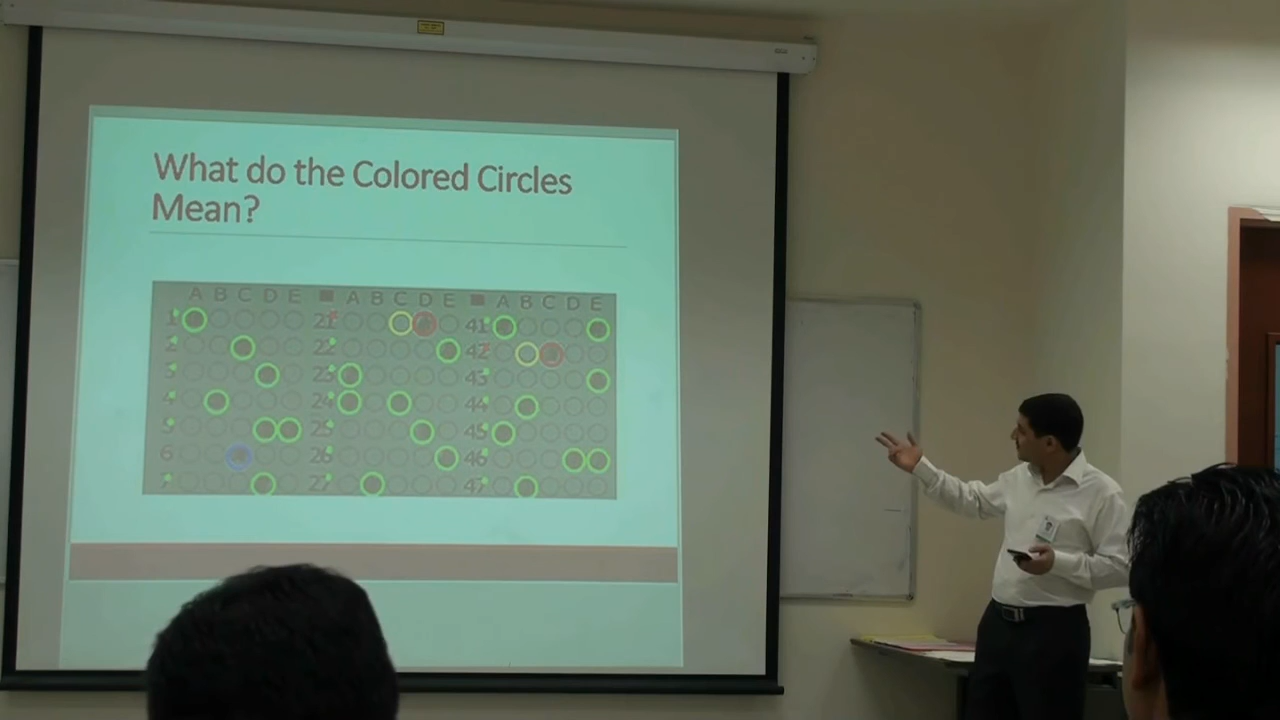 What do the Colored Circles
Mean?
A B C D E A B C D E A B C D E
1 21 41
2 22 42
3 23 43
4 24 44
5 25 45
6 26 46
7 27 47